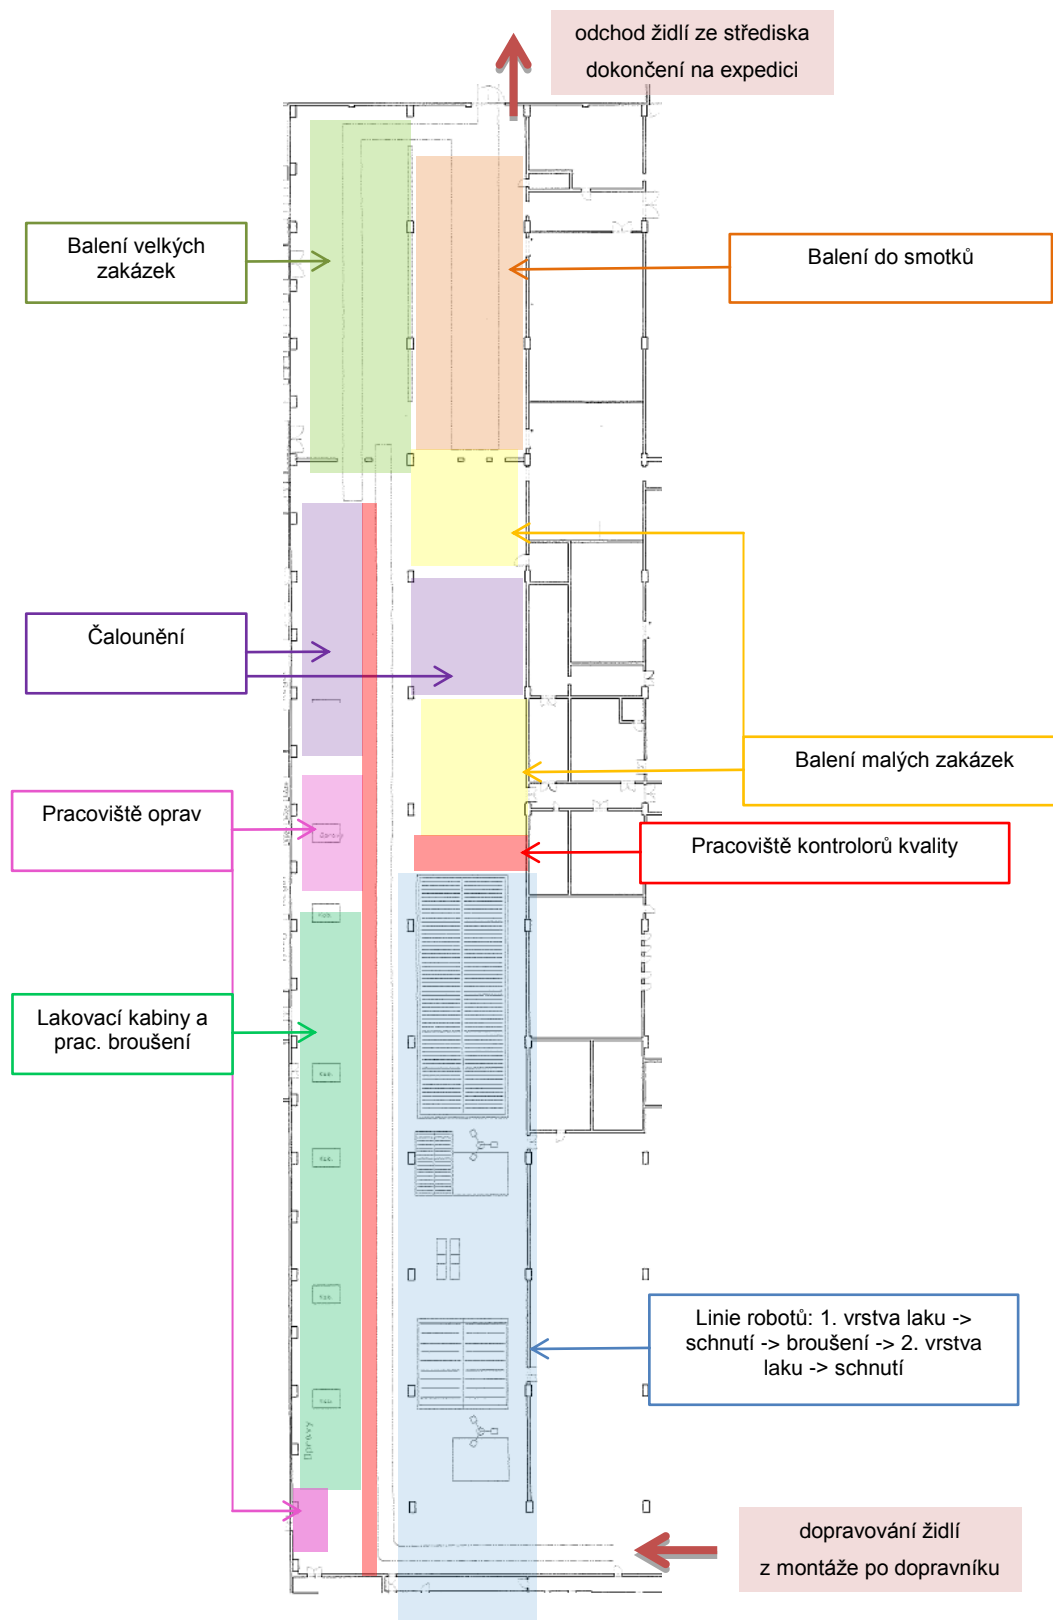 odchod židlí ze střediska
dokončení na expedici
Balení velkých
zakázek
Balení do smotků
Čalounění
Balení malých zakázek
Pracoviště oprav
Opravy
Pracoviště kontrolorů kvality
Lakovací kabiny a
prac. broušení
Linie robotů: 1. vrstva laku ->
schnutí -> broušení -> 2. vrstva
laku -> schnutí
Opravy
dopravování židlí
z montáže po dopravníku